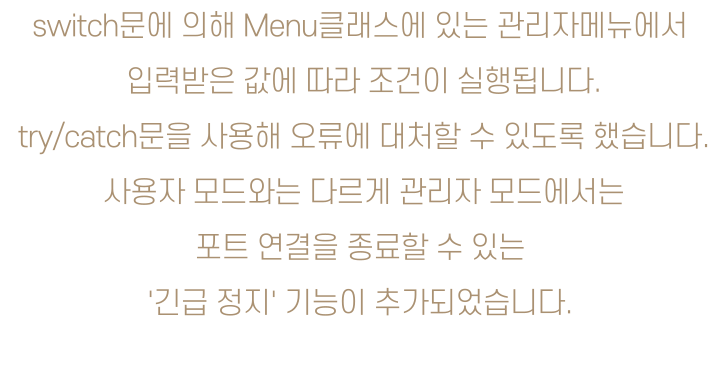 switch문에 의해 Menu클래스에 있는 관리자메뉴에서
입력받은 값에 따라 조건이 실행됩니다.
try/catch문을 사용해 오류에 대처할 수 있도록 했습니다.
사용자 모드와는 다르게 관리자 모드에서는
포트 연결을 종료할 수 있는
'긴급 정지' 기능이 추가되었습니다.